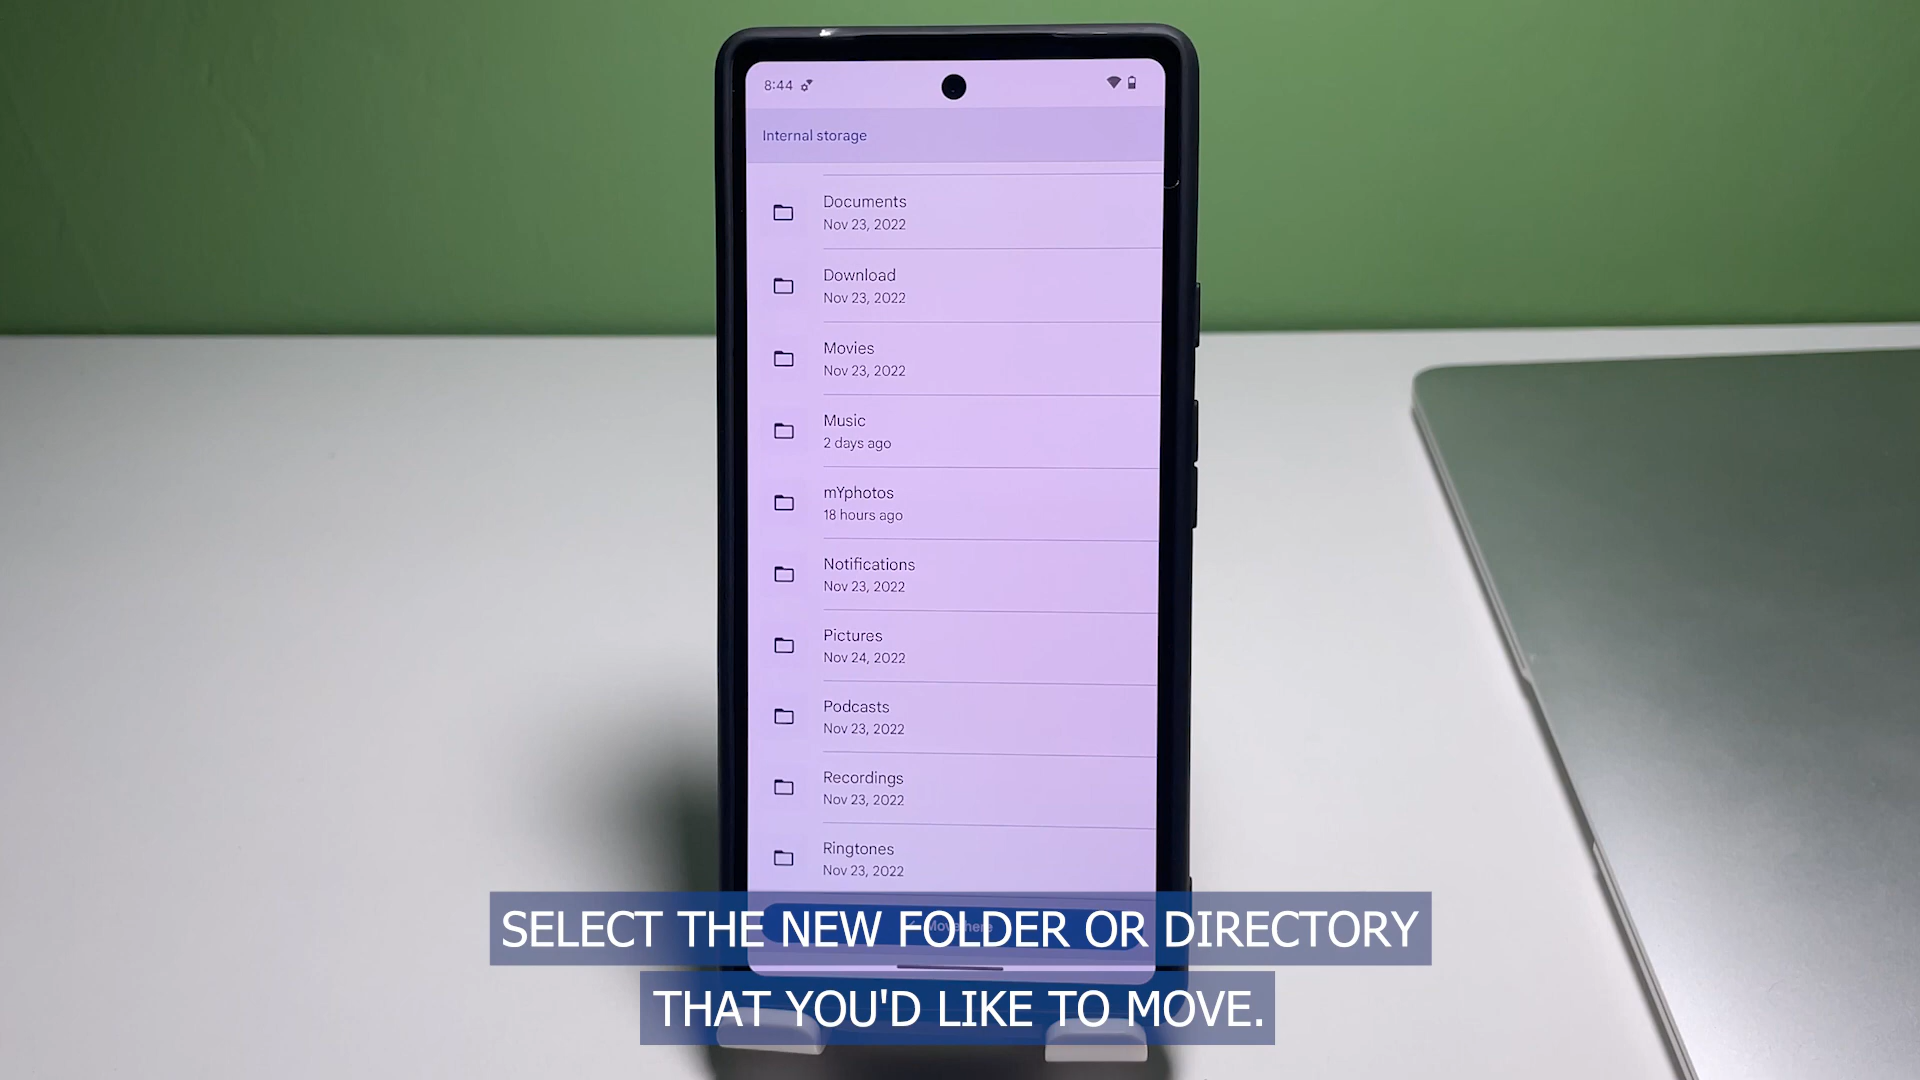 8:44
Internal storage
Documents
Nov 23, 2022
Download
Nov 23, 2022
Movies
Nov 23, 2022
Music
2 days ago
mYphotos
18 hours ago
Notifications
Nov 23, 2022
Pictures
Nov 24, 2022
Podcasts
Nov 23, 2022
Recordings
Nov 23, 2022
Ringtones
Nov 23, 2022
Move here
SELECT THE NEW FOLDER OR DIRECTORY
THAT YOU'D LIKE TO MOVE.